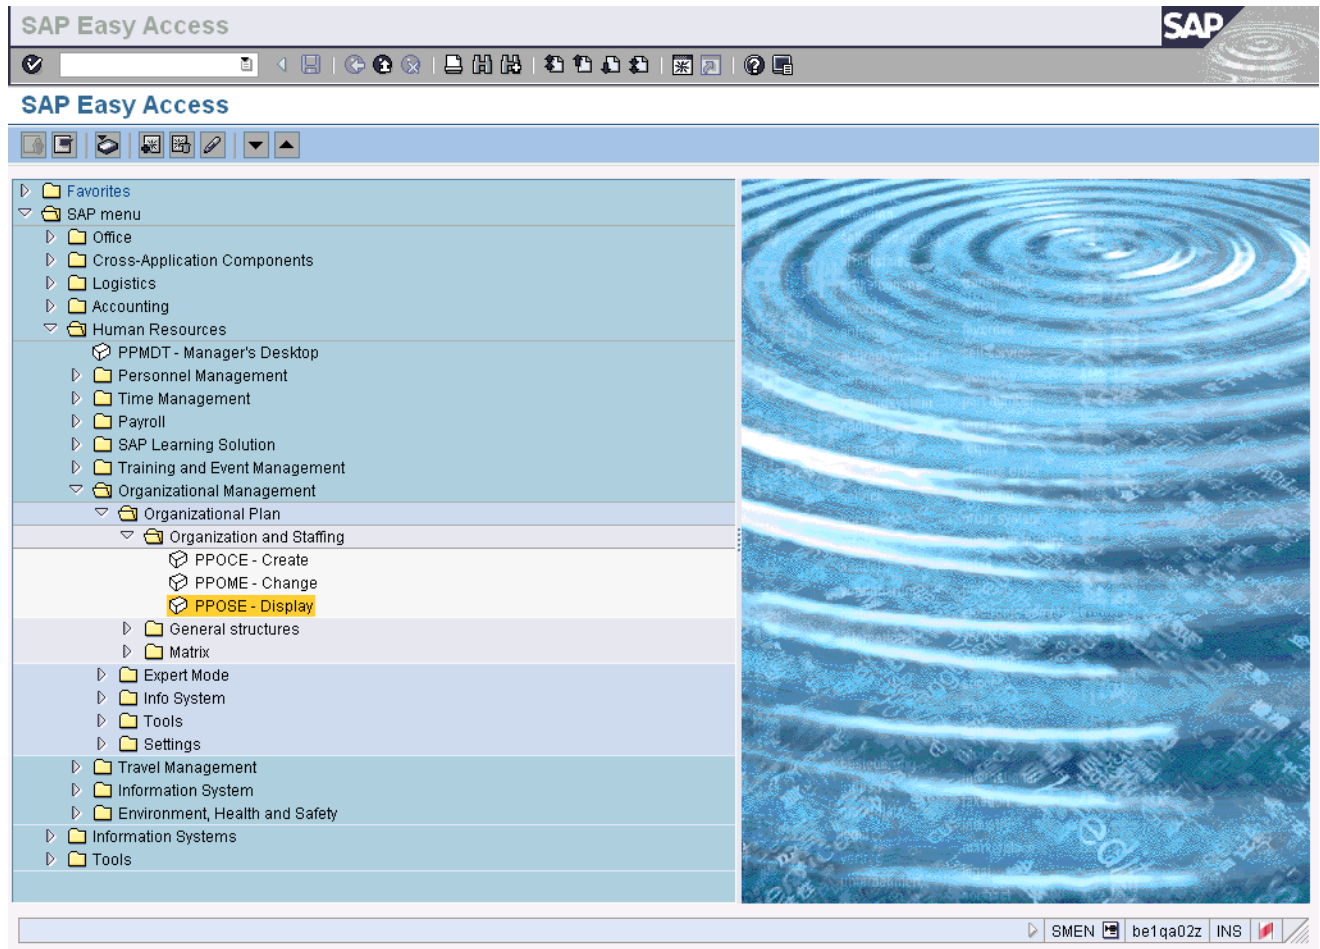 SAP Easy Access
SAP
SAP Easy Access
Favorites
SAP menu
Office
Cross-Application Components
Logistics
Accounting
Human Resources
PPMDT - Manager's Desktop
Personnel Management
Time Management
Payroll
SAP Learning Solution
Training and Event Management
Organizational Management
Organizational Plan
Organization and Staffing
PPOCE - Create
PPOME - Change
PPOSE - Display
General structures
Matrix
Expert Mode
Info System
Tools
Settings
Travel Management
Information System
Environment, Health and Safety
Information Systems
Tools
SMEN be1qa02z INS